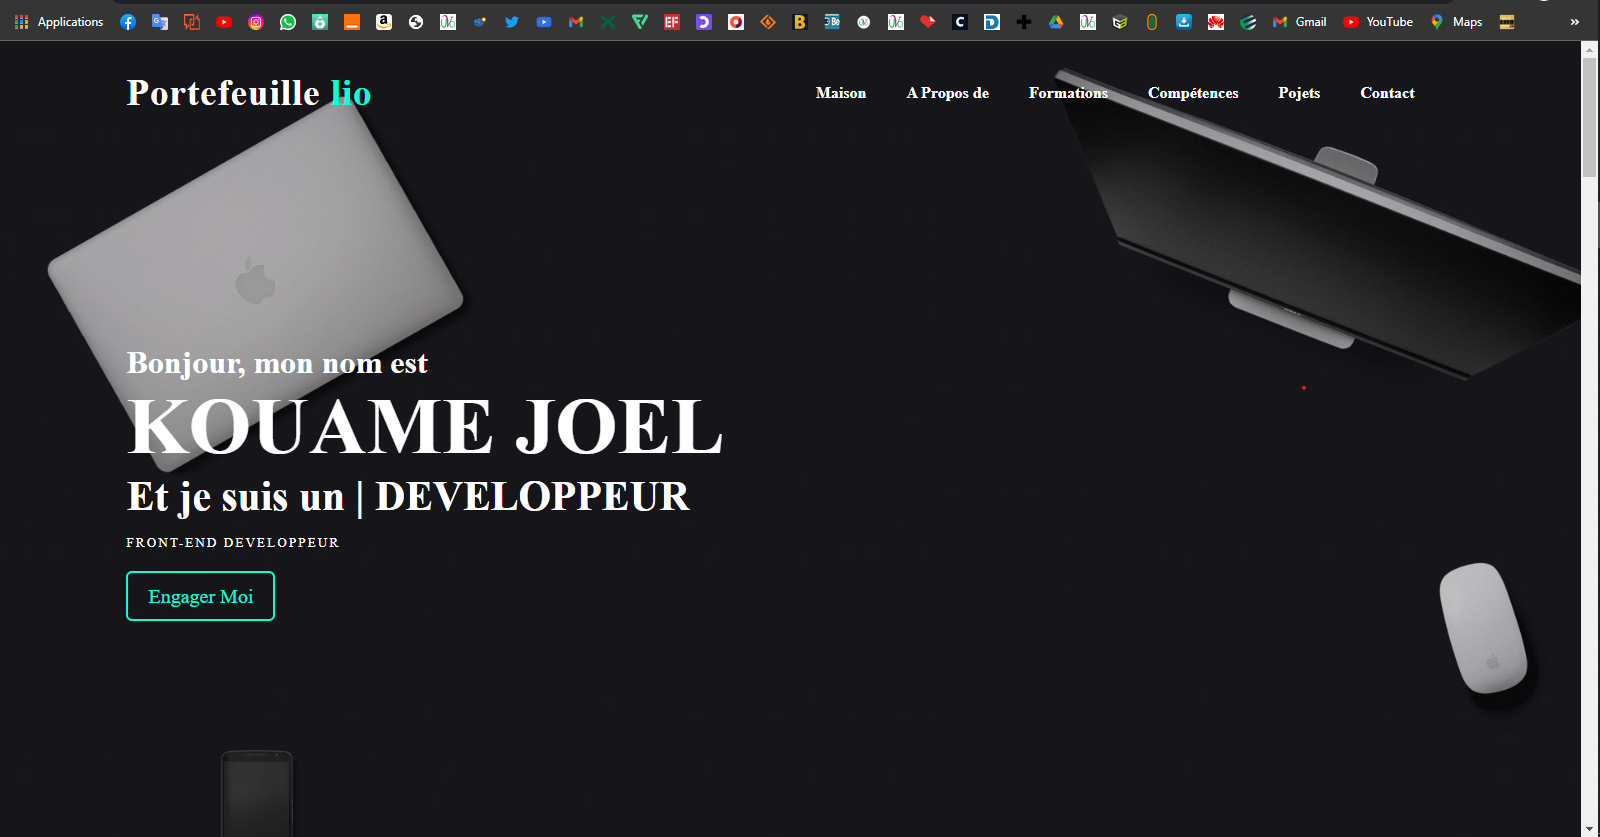 Applications
Gmail
YouTube
Maps
»
Portefeuille lio
Maison
A Propos de
Formations
Compétences
Pojets
Contact
Bonjour, mon nom est
KOUAME JOEL
Et je suis un | DEVELOPPEUR
FRONT-END DEVELOPPEUR
Engager Moi